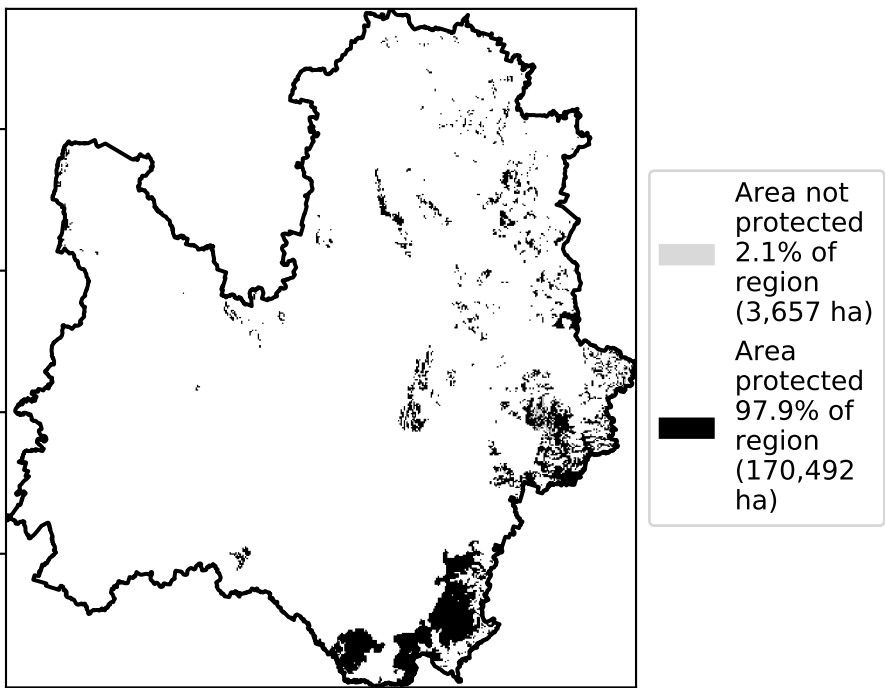 Area not
protected
2.1% of
region
(3,657 ha)
Area
protected
97.9% of
region
(170,492
ha)